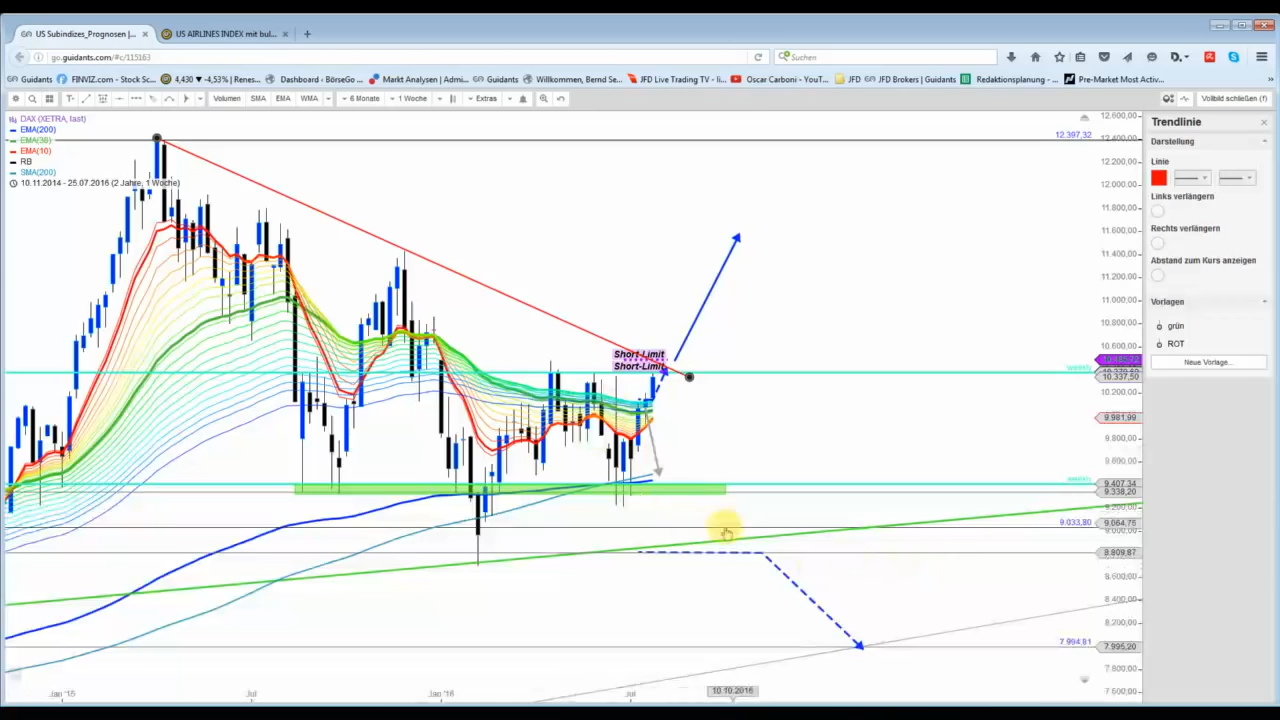 US Subindizes_Prognosen |...
US AIRLINES INDEX mit bul...
go.guidants.com/#c/115163
Suchen
Guidants
FINVIZ.com - Stock Sc...
4,430 ▼ -4,53% | Renes...
Dashboard ‹ BörseGo ...
Markt Analysen | Admi...
Guidants
Willkommen, Bernd Se...
JFD Live Trading TV - li...
Oscar Carboni - YouT...
JFD
JFD Brokers | Guidants
Redaktionsplanung - ...
Pre-Market Most Activ...
Volumen
SMA
EMA
WMA
6 Monate
1 Woche
Extras
Vollbild schließen (f)
DAX (XETRA, last)
EMA(200)
EMA(38)
EMA(10)
RB
SMA(200)
10.11.2014 - 25.07.2016 (2 Jahre, 1 Woche)
Short-Limit
Short-Limit
weekly
weekly
12.397,32
9.033,80
7.994,81
12.600,00
12.400,00
12.200,00
12.000,00
11.800,00
11.600,00
11.400,00
11.200,00
11.000,00
10.800,00
10.600,00
10.337,50
10.200,00
9.981,99
9.800,00
9.600,00
9.407,34
9.338,20
9.200,00
9.064,75
9.000,00
8.809,87
8.600,00
8.400,00
8.200,00
7.995,20
7.800,00
7.600,00
Jan '15
Jul
Jan '16
Jul
10.10.2016
Trendlinie
Darstellung
Linie
Links verlängern
Rechts verlängern
Abstand zum Kurs anzeigen
Vorlagen
grün
ROT
Neue Vorlage...